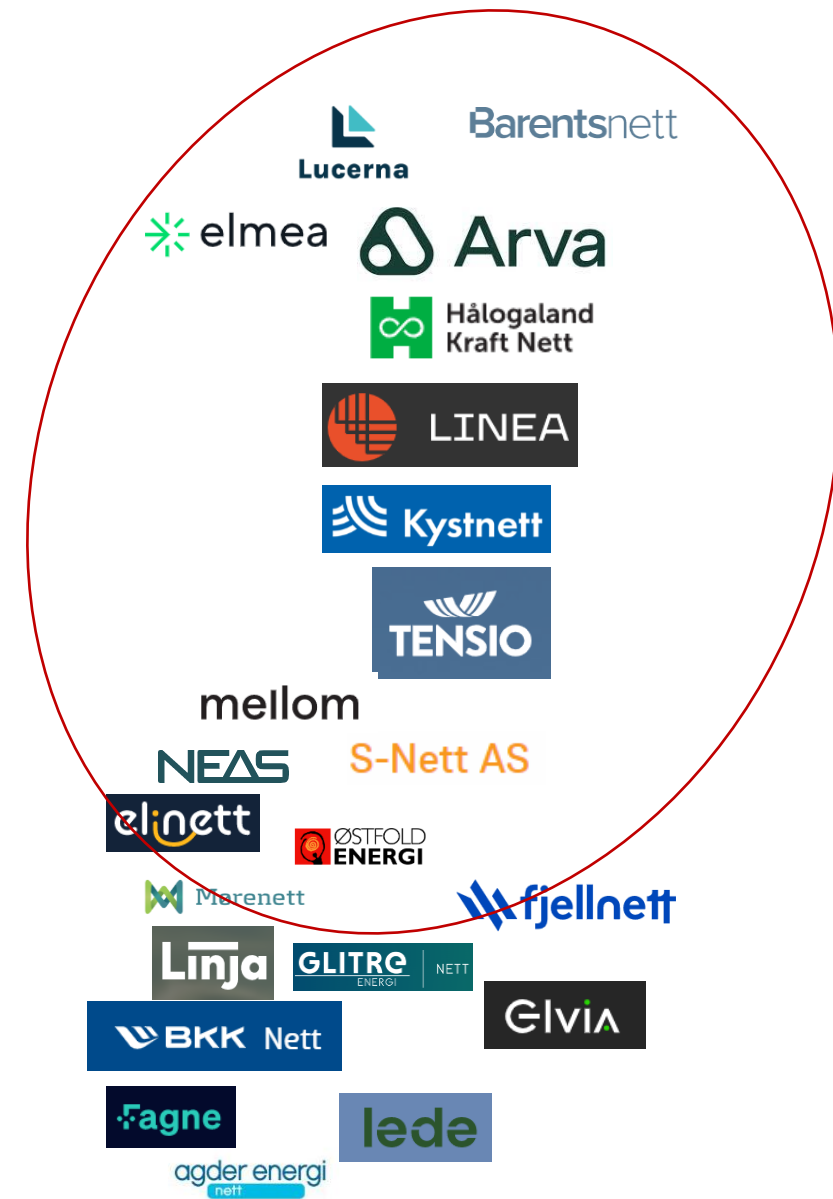 Barentsnett
Lucerna
elmea
Arva
Hålogaland
Kraft Nett
LINEA
Kystnett
TENSIO
mellom
NEAS
S-Nett AS
elinett
ØSTFOLD
ENERGI
Mørenett
fjellnett
Linja
GLITRE
ENERGI
NETT
Elvia
BKK Nett
Fagne
lede
agder energi
nett